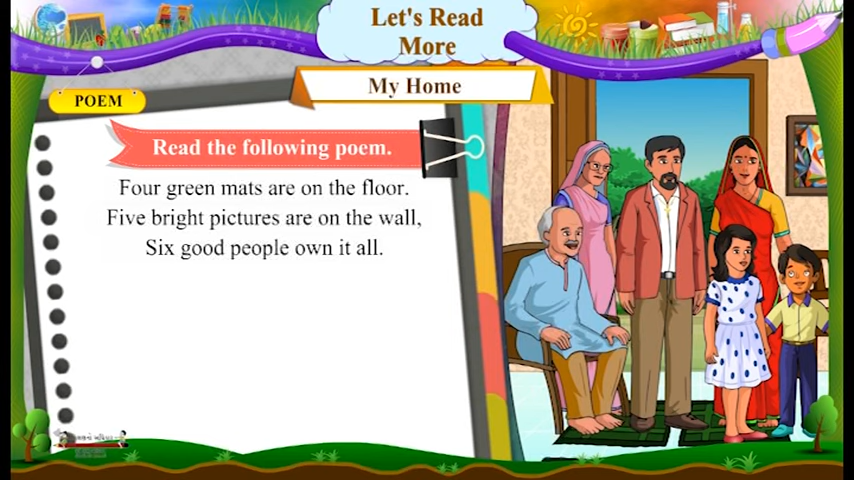 Let's Read
More
My Home
POEM
Read the following poem.
Four green mats are on the floor.
Five bright pictures are on the wall,
Six good people own it all.